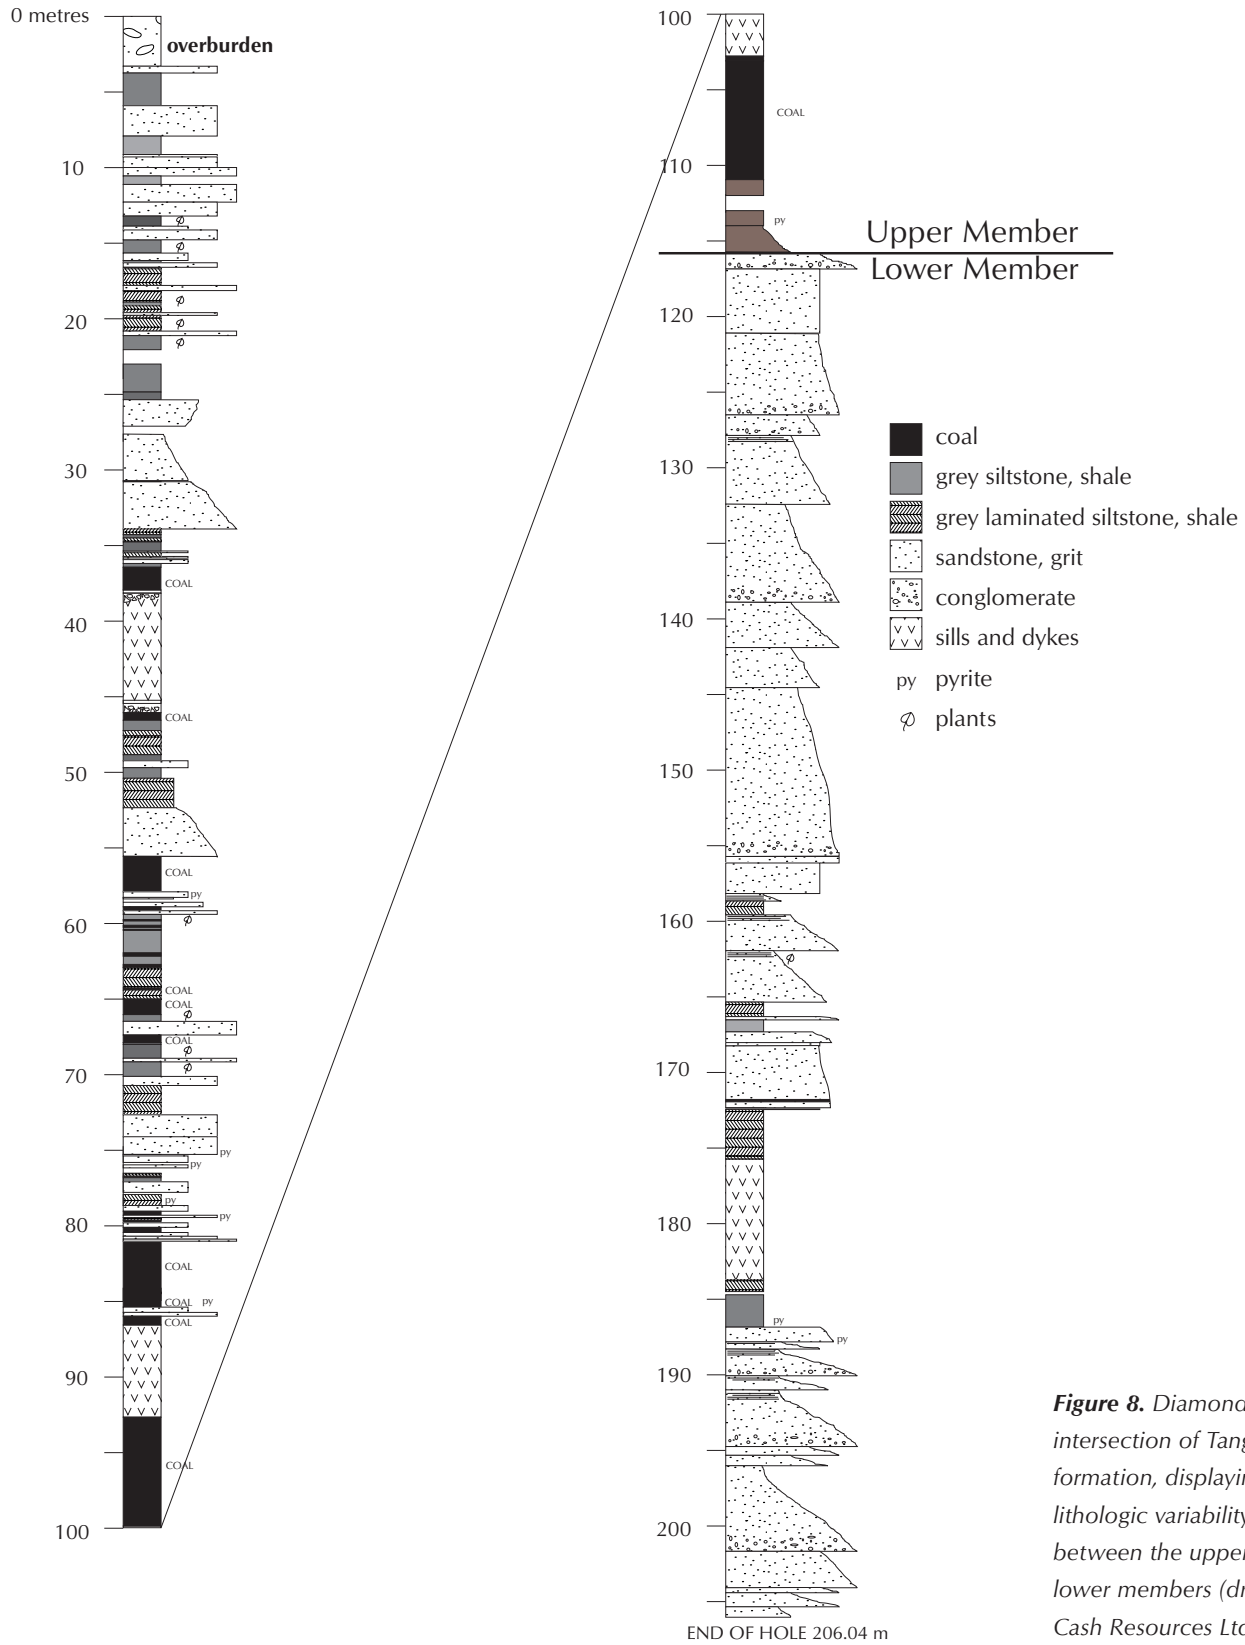 0 metres
overburden
10
20
30
COAL
40
COAL
50
COAL
py
60
COAL
COAL
COAL
70
py
py
py
py
80
COAL
COAL py
COAL
90
COAL
100
100
COAL
110
py
Upper Member
Lower Member
120
130
140
150
160
170
180
py
py
190
200
END OF HOLE 206.04 m
coal
grey siltstone, shale
grey laminated siltstone, shale
sandstone, grit
conglomerate
sills and dykes
py pyrite
plants
Figure 8. Diamond
intersection of Tang
formation, displayin
lithologic variability
between the upper
lower members (dr
Cash Resources Ltd